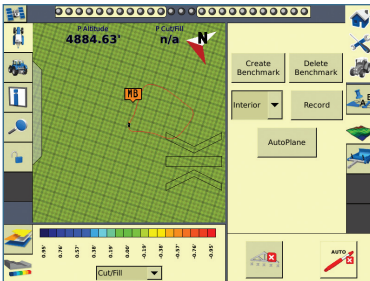 P Altitude P Cut/Fill
4884.63' n/a N
MB
Create Benchmark
Delete Benchmark
Interior Record
AutoPlane
0.95' 0.76' 0.57' 0.38' 0.19' 0.00' -0.19' -0.38' -0.57' -0.76' -0.95'
Cut/Fill
AUTO